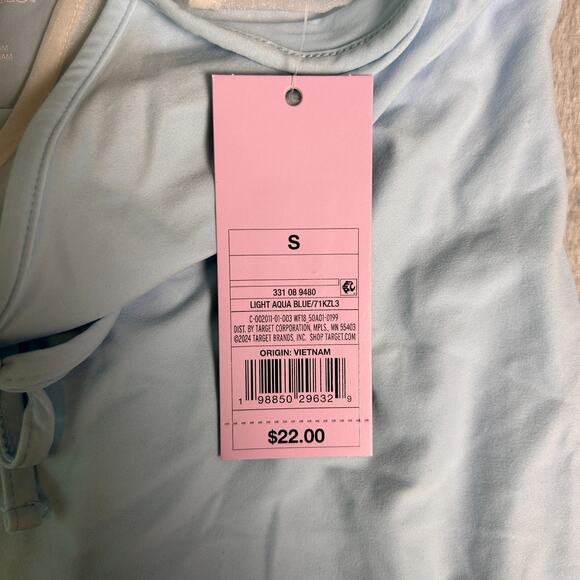 S
331 08 9480
LIGHT AQUA BLUE/71KZL3
C-002011-01-003 WF18_50A01-0199
DIST. BY TARGET CORPORATION, MPLS., MN 55403
©2024 TARGET BRANDS, INC. SHOP TARGET.COM
ORIGIN: VIETNAM
1 98850 29632 9
$22.00